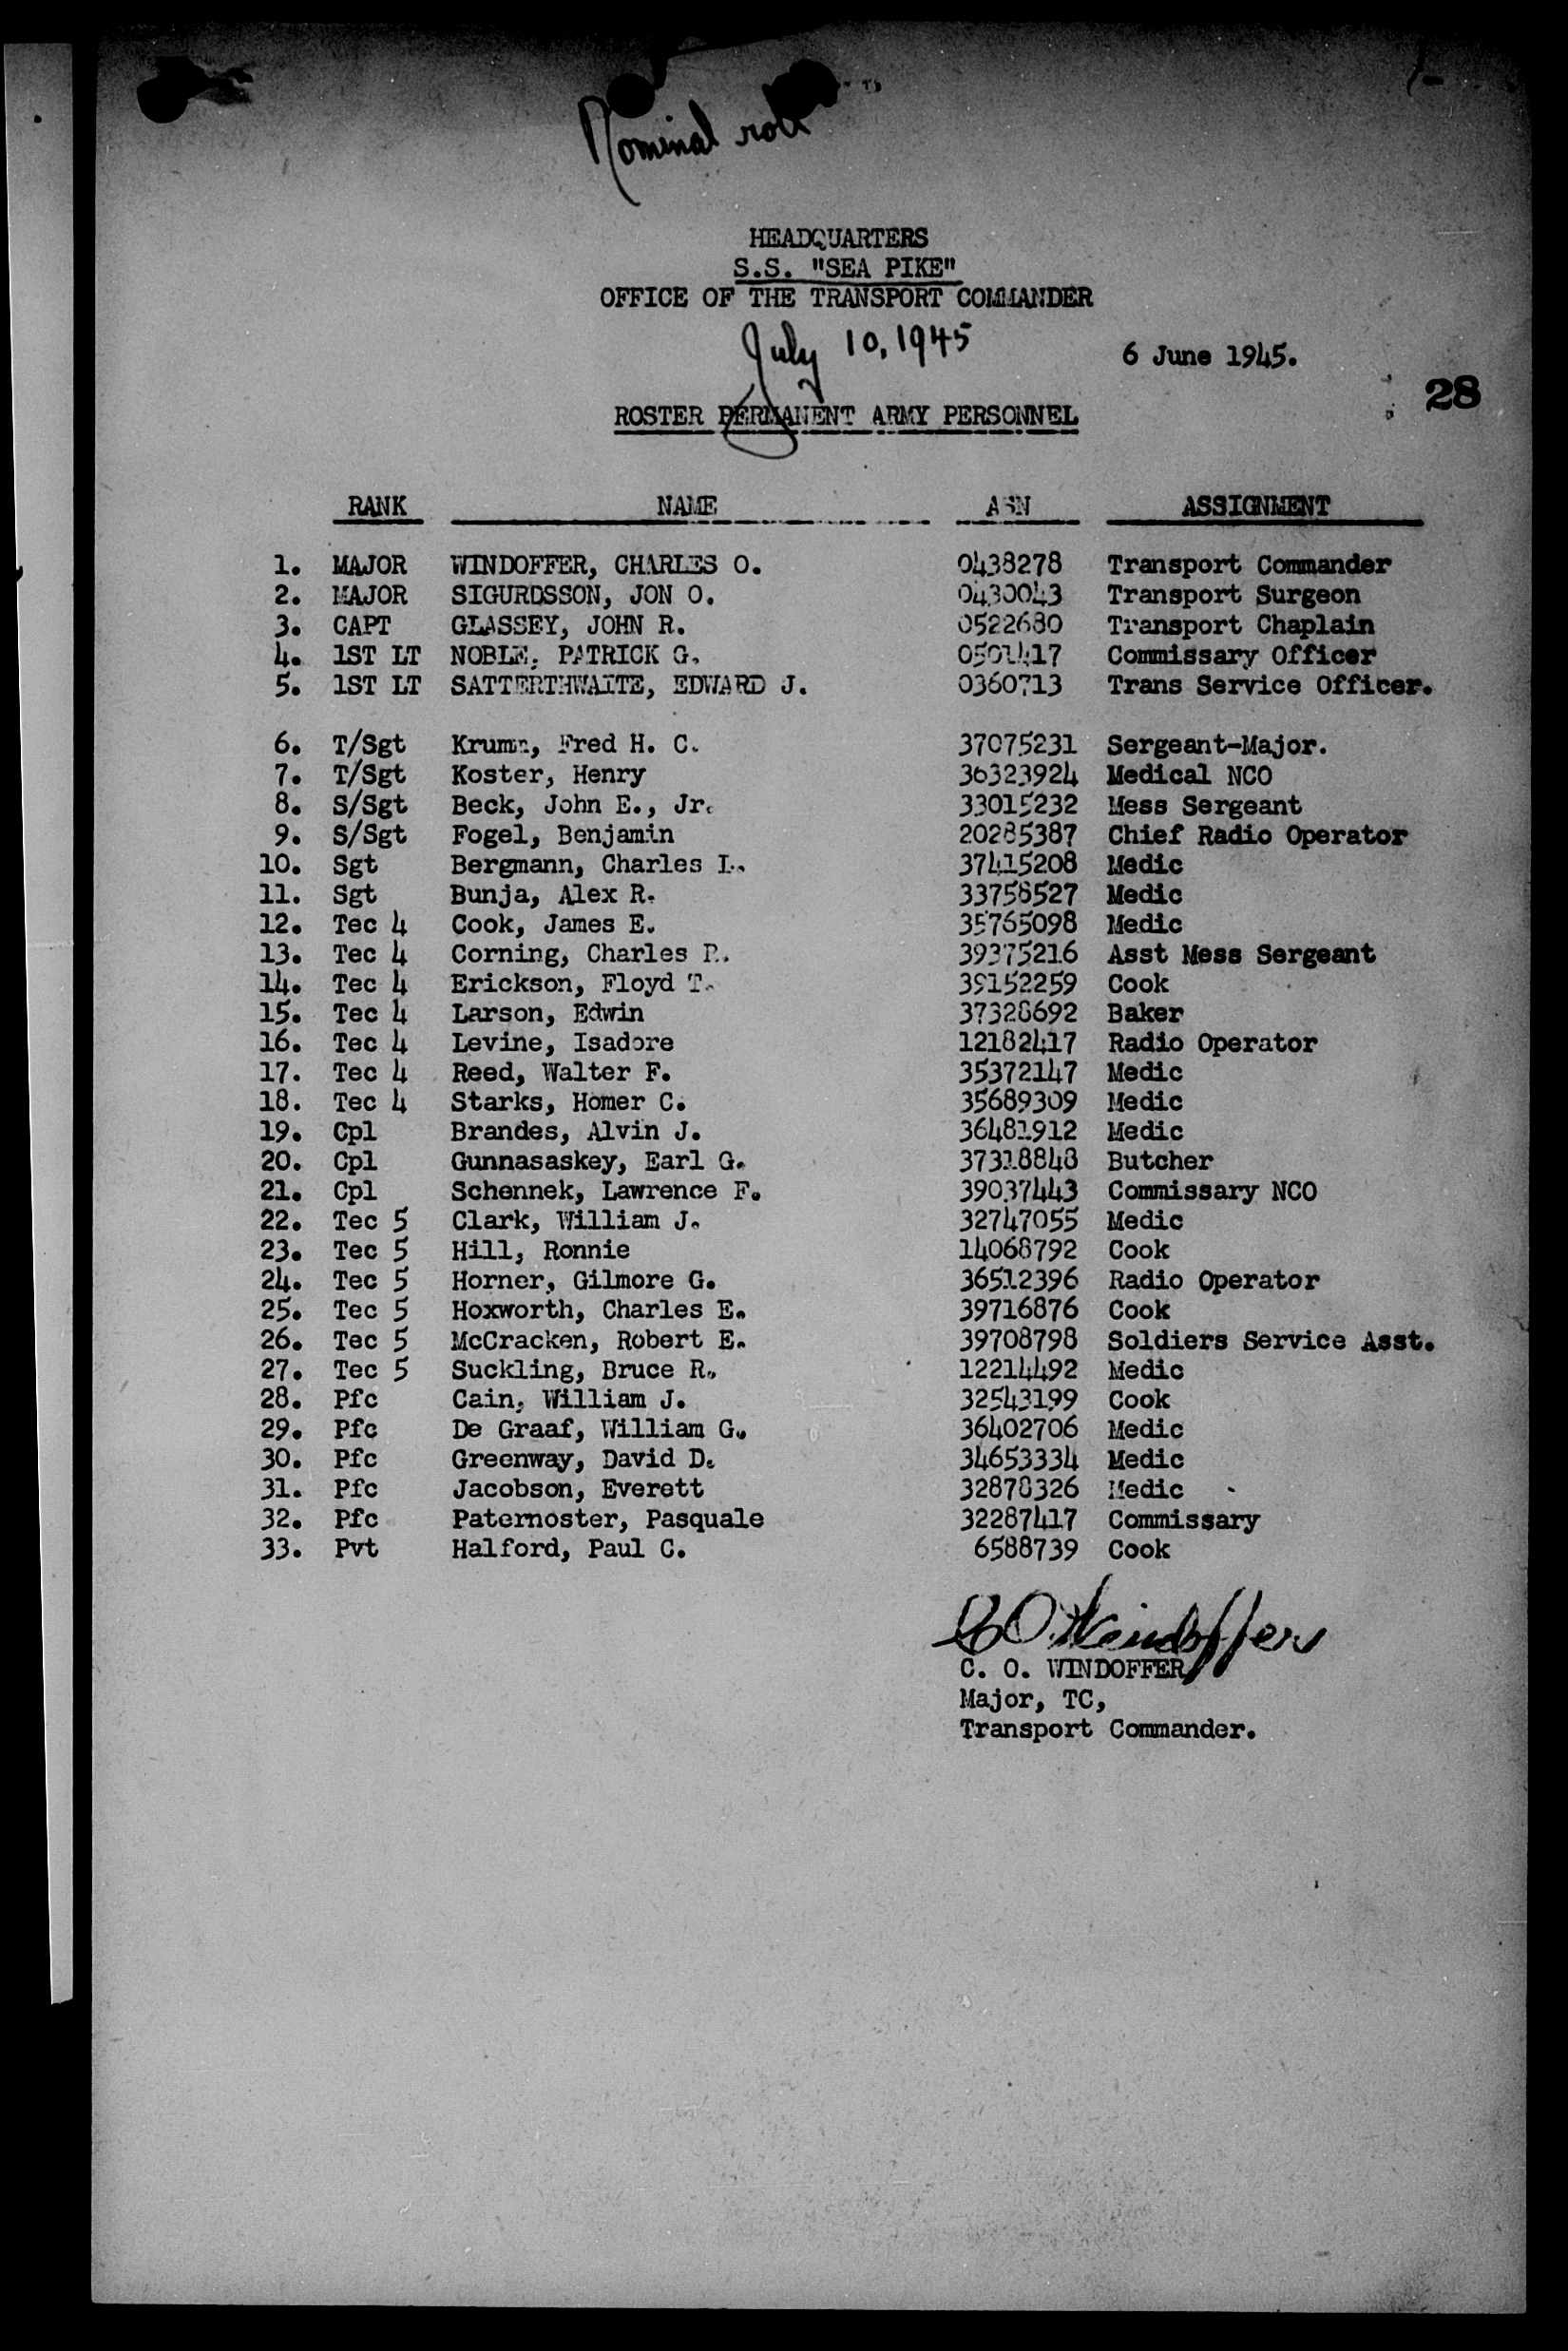 Nominal roll
HEADQUARTERS
S.S. "SEA PIKE"
OFFICE OF THE TRANSPORT COMMANDER
July 10, 1945
6 June 1945.
28
ROSTER PERMANENT ARMY PERSONNEL
RANK NAME ASN ASSIGNMENT
1. MAJOR WINDOFFER, CHARLES O. 0438278 Transport Commander
2. MAJOR SIGURDSSON, JON O. 0430043 Transport Surgeon
3. CAPT GLASSEY, JOHN R. 0522680 Transport Chaplain
4. 1ST LT NOBLE, PATRICK G. 0501417 Commissary Officer
5. 1ST LT SATTERTHWAITE, EDWARD J. 0360713 Trans Service Officer.
6. T/Sgt Krumm, Fred H. C. 37075231 Sergeant-Major.
7. T/Sgt Koster, Henry 36323924 Medical NCO
8. S/Sgt Beck, John E., Jr. 33015232 Mess Sergeant
9. S/Sgt Fogel, Benjamin 20285387 Chief Radio Operator
10. Sgt Bergmann, Charles L. 37415208 Medic
11. Sgt Bunja, Alex R. 33758527 Medic
12. Tec 4 Cook, James E. 35765098 Medic
13. Tec 4 Corning, Charles 39375216 Asst Mess Sergeant
14. Tec 4 Erickson, Floyd T. 39152259 Cook
15. Tec 4 Larson, Edwin 37328692 Baker
16. Tec 4 Levine, Isadore 12182417 Radio Operator
17. Tec 4 Reed, Walter F. 35372147 Medic
18. Tec 4 Starks, Homer C. 35689309 Medic
19. Cpl Brandes, Alvin J. 36481912 Medic
20. Cpl Gunnasaskey, Earl G. 37318848 Butcher
21. Cpl Schennek, Lawrence F. 39037443 Commissary NCO
22. Tec 5 Clark, William J. 32747055 Medic
23. Tec 5 Hill, Ronnie 14068792 Cook
24. Tec 5 Horner, Gilmore G. 36512396 Radio Operator
25. Tec 5 Hoxworth, Charles E. 39716876 Cook
26. Tec 5 McCracken, Robert E. 39708798 Soldiers Service Asst.
27. Tec 5 Suckling, Bruce R. 12214492 Medic
28. Pfc Cain, William J. 32543199 Cook
29. Pfc De Graaf, William G. 36402706 Medic
30. Pfc Greenway, David D. 34653334 Medic
31. Pfc Jacobson, Everett 32878326 Medic
32. Pfc Paternoster, Pasquale 32287417 Commissary
33. Pvt Halford, Paul C. 6588739 Cook
C O. Windoffer
C. O. WINDOFFER
Major, TC,
Transport Commander.